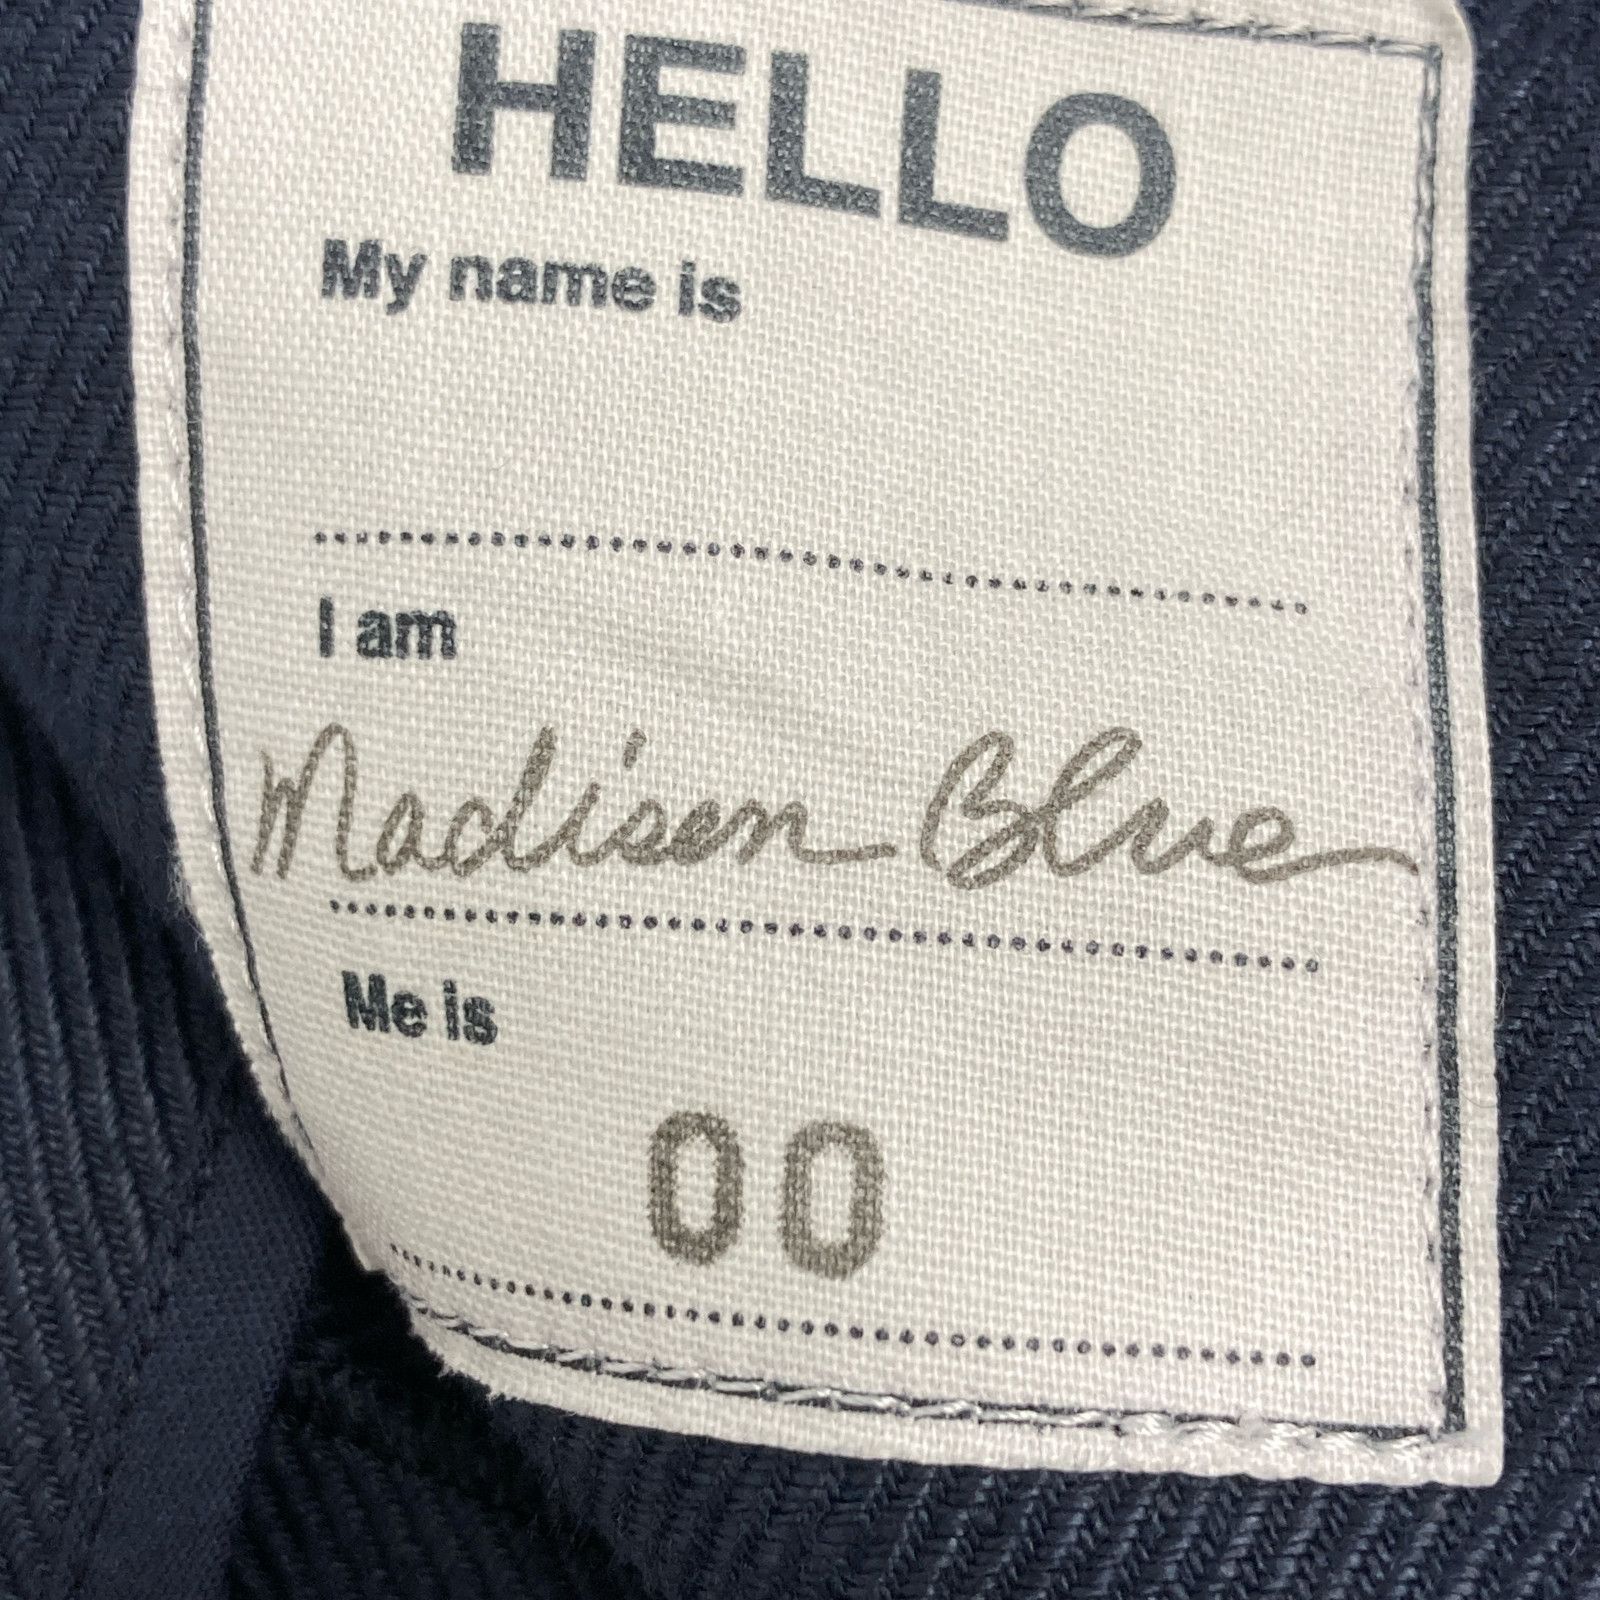 HELLO
My name is
I am
Madisen Blue
Me is
00